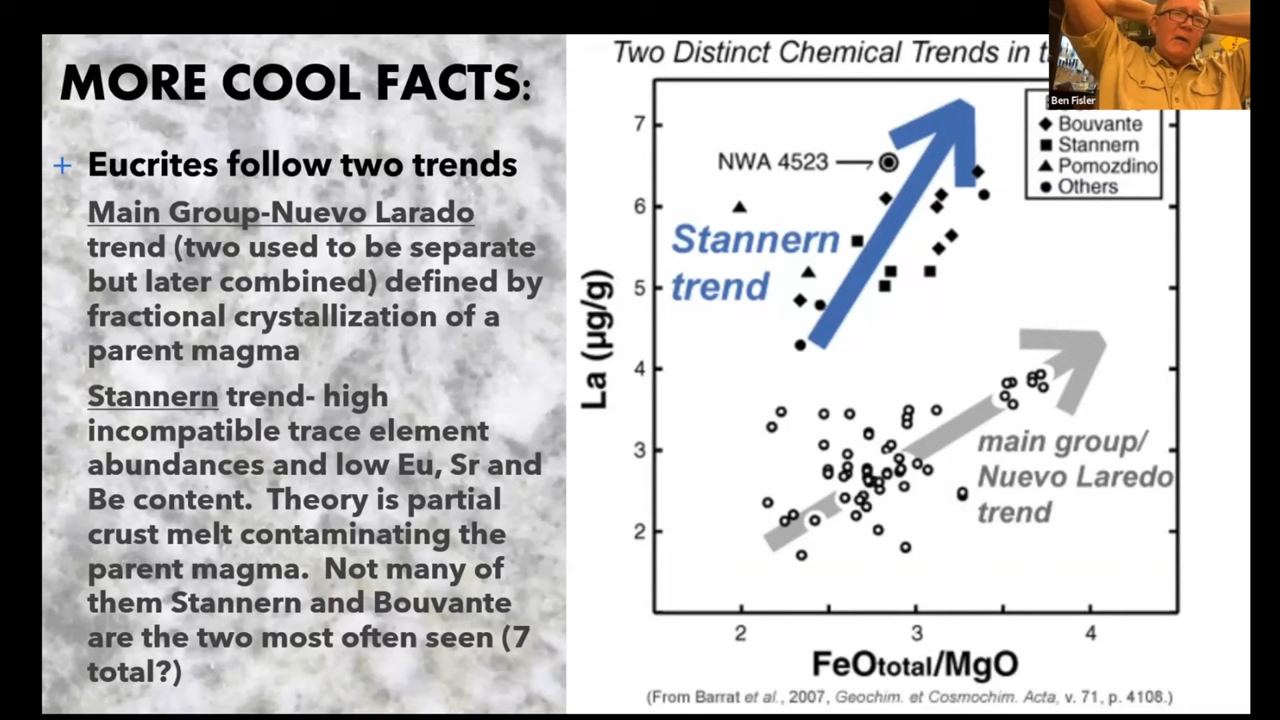 MORE COOL FACTS:
+ Eucrites follow two trends
Main Group-Nuevo Larado
trend (two used to be separate
but later combined) defined by
fractional crystallization of a
parent magma
Stannern trend- high
incompatible trace element
abundances and low Eu, Sr and
Be content. Theory is partial
crust melt contaminating the
parent magma. Not many of
them Stannern and Bouvante
are the two most often seen (7
total?)
Two Distinct Chemical Trends in
Ben Fisler
Bouvante
Stannern
Pomozdino
Others
NWA 4523
Stannern
trend
main group/
Nuevo Laredo
trend
La (µg/g)
7
6
5
4
3
2
2 3 4
FeOtotal/MgO
(From Barrat et al., 2007, Geochim. et Cosmochim. Acta, v. 71, p. 4108.)